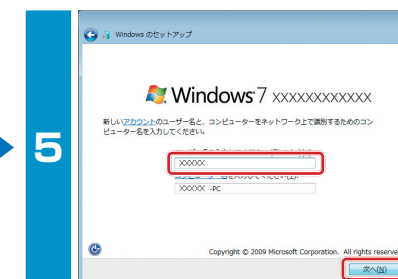 5
Windows のセットアップ
Windows 7 XXXXXXXXXXXX
新しいアカウントのユーザー名と、コンピューターをネットワーク上で識別するためのコン
ピューター名を入力してください。
XXXXX
XXXXX -PC
Copyright © 2009 Microsoft Corporation. All rights reserve
次へ(N)